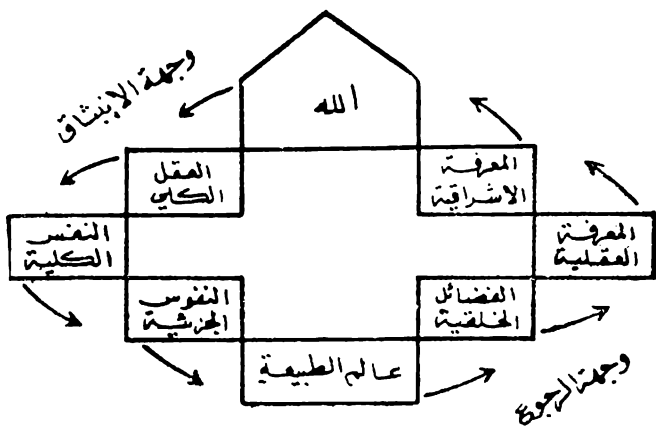 وجهة الانبثاق
الله
المعرفة
الاشراقية
العقل
الكلي
المعرفة
العقلية
النفس
الكلية
الفضائل
الخلقية
النفوس
الجزئية
عالم الطبيعة
وجهة الرجوع